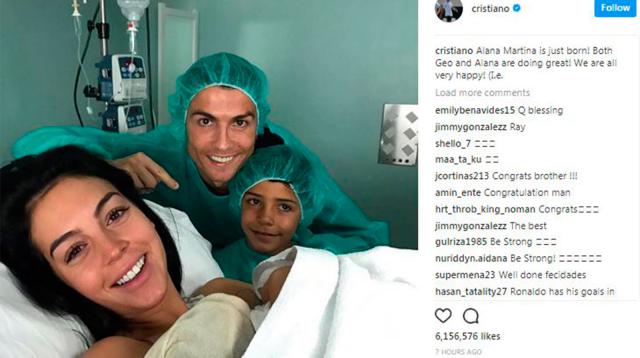 cristiano
Follow
cristiano Alana Martina is just born! Both
Geo and Alana are doing great! We are all
very happy! (I.e.
Load more comments
emilybenavides15 Q blessing
jimmygonzalezz Ray
shello_7
maa_ta_ku
jcortinas213 Congrats brother !!!
amin_ente Congratulation man
hrt_throb_king_noman Congrats
jimmygonzalezz The best
gulriza1985 Be Strong
nuriddyn.aidana Be Strong!
supermena23 Well done fecidades
hasan_tatality27 Ronaldo has his goals in
6,156,576 likes
7 HOURS AGO